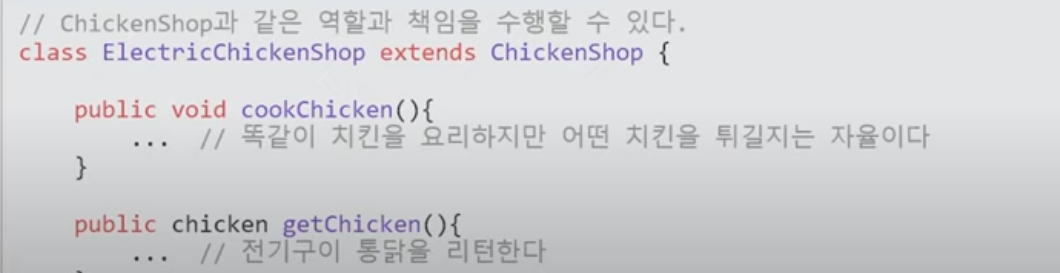 // ChickenShop과 같은 역할과 책임을 수행할 수 있다.
class ElectricChickenShop extends ChickenShop {
public void cookChicken(){
... // 똑같이 치킨을 요리하지만 어떤 치킨을 튀길지는 자율이다
}
public chicken getChicken(){
... // 전기구이 통닭을 리턴한다